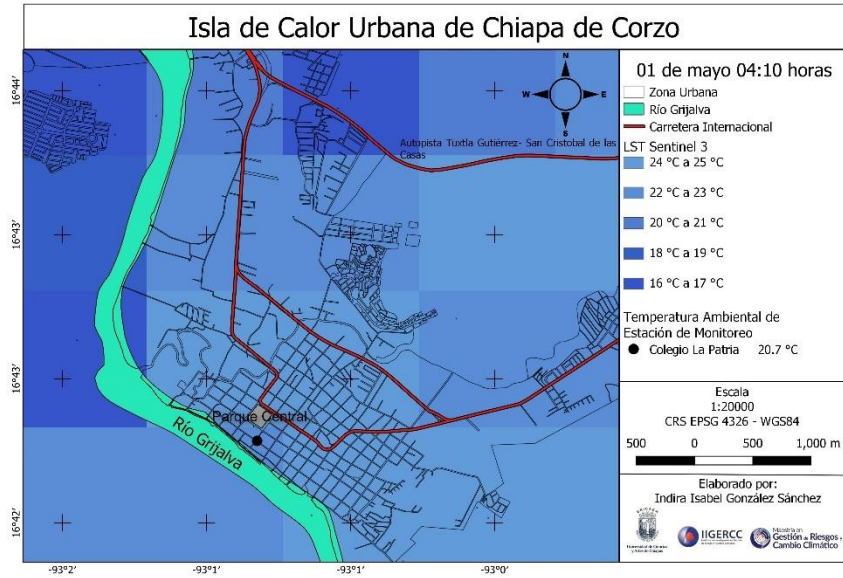 Isla de Calor Urbana de Chiapa de Corzo
16°44'
16°43'
16°43'
16°42'
-93°2'
-93°1'
-93°1'
-93°0'
N
W
E
S
Autopista Tuxtla Gutiérrez- San Cristobal de las
Casas
Parque Central
Río Grijalva
01 de mayo 04:10 horas
Zona Urbana
Río Grijalva
Carretera Internacional
LST Sentinel 3
24 °C a 25 °C
22 °C a 23 °C
20 °C a 21 °C
18 °C a 19 °C
16 °C a 17 °C
Temperatura Ambiental de
Estación de Monitoreo
Colegio La Patria 20.7 °C
Escala
1:20000
CRS EPSG 4326 - WGS84
500 0 500 1,000 m
Elaborado por:
Indira Isabel González Sánchez
IIGERCC
Maestría en
Gestión de Riesgos y
Cambio Climático